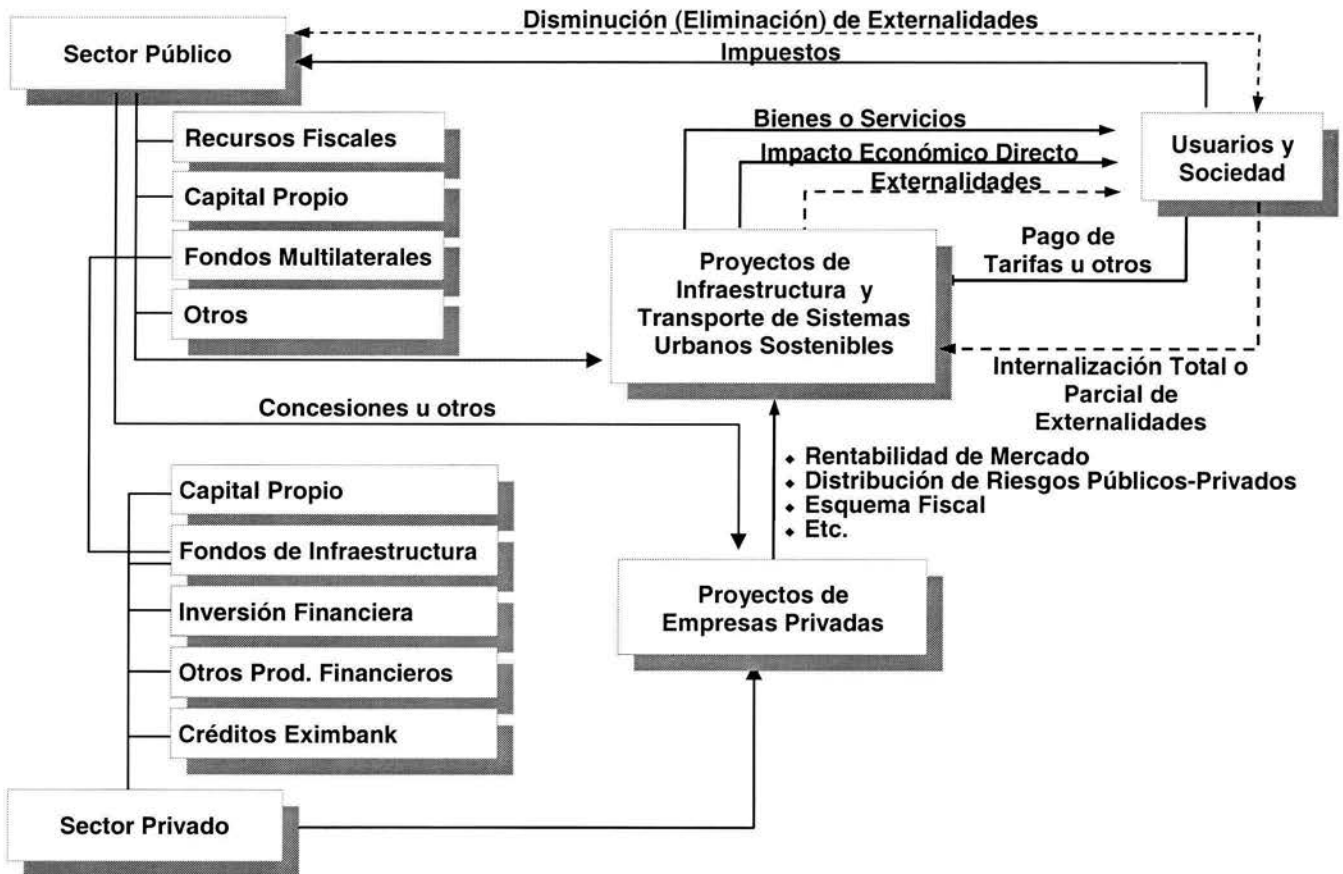 Disminución (Eliminación) de Externalidades
Sector Público
Impuestos
Recursos Fiscales
Capital Propio
Fondos Multilaterales
Otros
Bienes o Servicios
Impacto Económico Directo
Externalidades
Usuarios y
Sociedad
Proyectos de
Infraestructura y
Transporte de Sistemas
Urbanos Sostenibles
Pago de
Tarifas u otros
Internalización Total o
Parcial de
Externalidades
Concesiones u otros
◆ Rentabilidad de Mercado
◆ Distribución de Riesgos Públicos-Privados
◆ Esquema Fiscal
◆ Etc.
Capital Propio
Fondos de Infraestructura
Inversión Financiera
Otros Prod. Financieros
Créditos Eximbank
Proyectos de
Empresas Privadas
Sector Privado